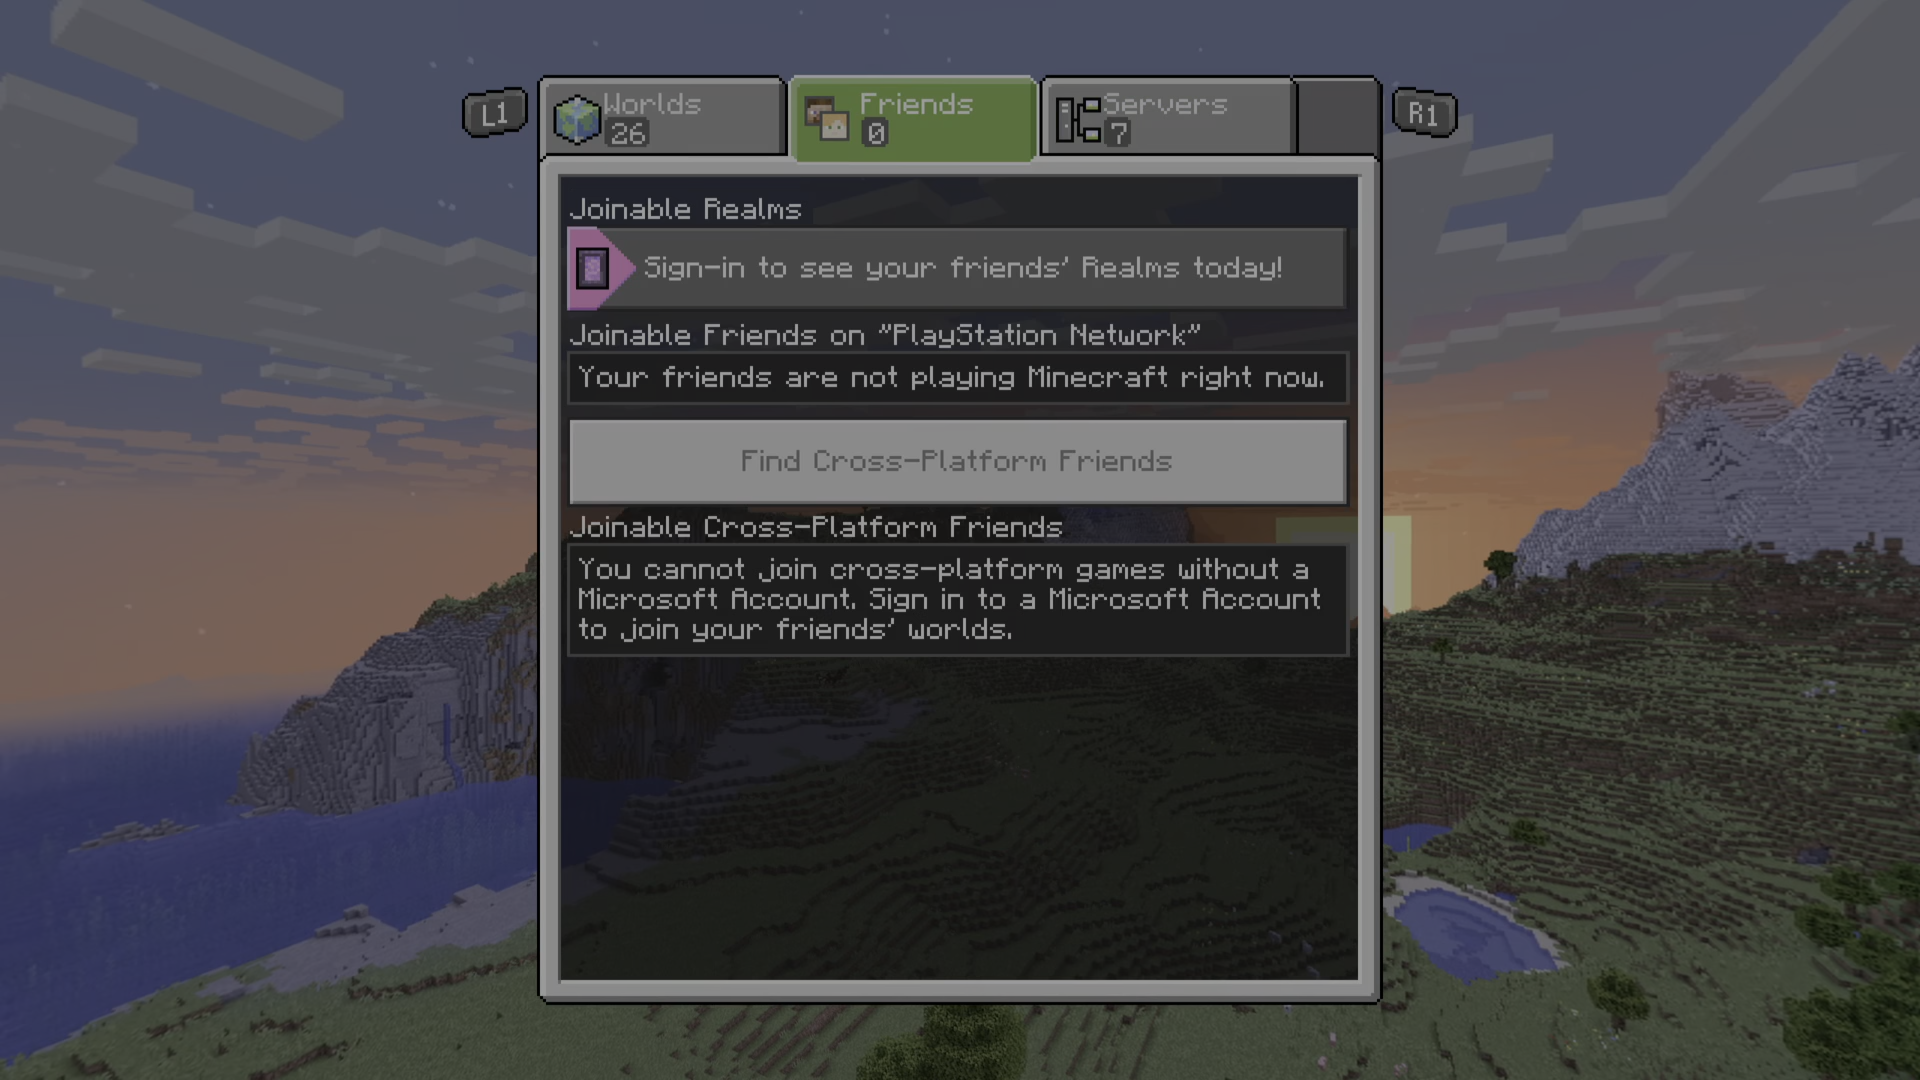 L1
Worlds
26
Friends
0
Servers
7
R1
Joinable Realms
Sign-in to see your friends' Realms today!
Joinable Friends on "PlayStation Network"
Your friends are not playing Minecraft right now.
Find Cross-Platform Friends
Joinable Cross-Platform Friends
You cannot join cross-platform games without a
Microsoft Account. Sign in to a Microsoft Account
to join your friends' worlds.